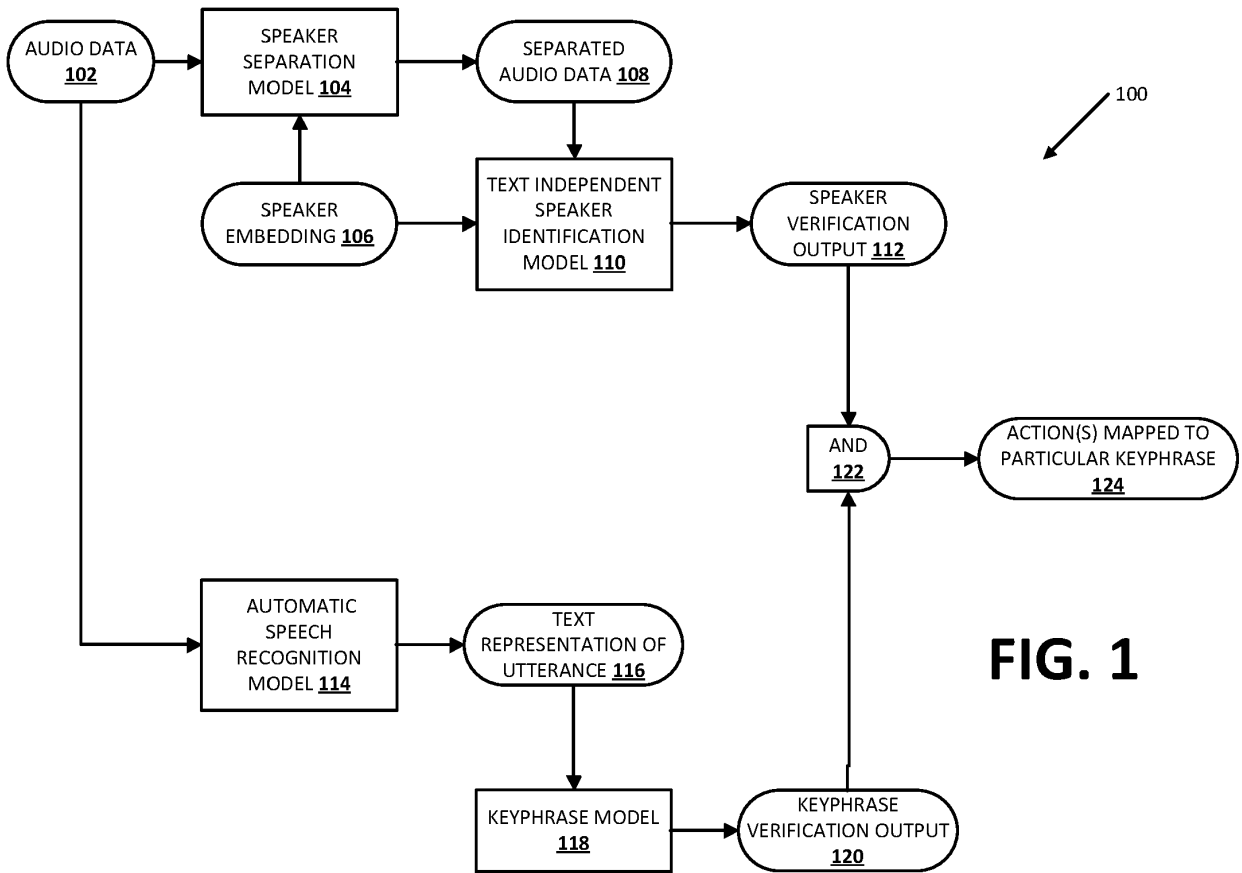 AUDIO DATA
102
SPEAKER
SEPARATION
MODEL 104
SEPARATED
AUDIO DATA 108
100
SPEAKER
EMBEDDING 106
TEXT INDEPENDENT
SPEAKER
IDENTIFICATION
MODEL 110
SPEAKER
VERIFICATION
OUTPUT 112
AND
122
ACTION(S) MAPPED TO
PARTICULAR KEYPHRASE
124
AUTOMATIC
SPEECH
RECOGNITION
MODEL 114
TEXT
REPRESENTATION OF
UTTERANCE 116
FIG. 1
KEYPHRASE MODEL
118
KEYPHRASE
VERIFICATION OUTPUT
120